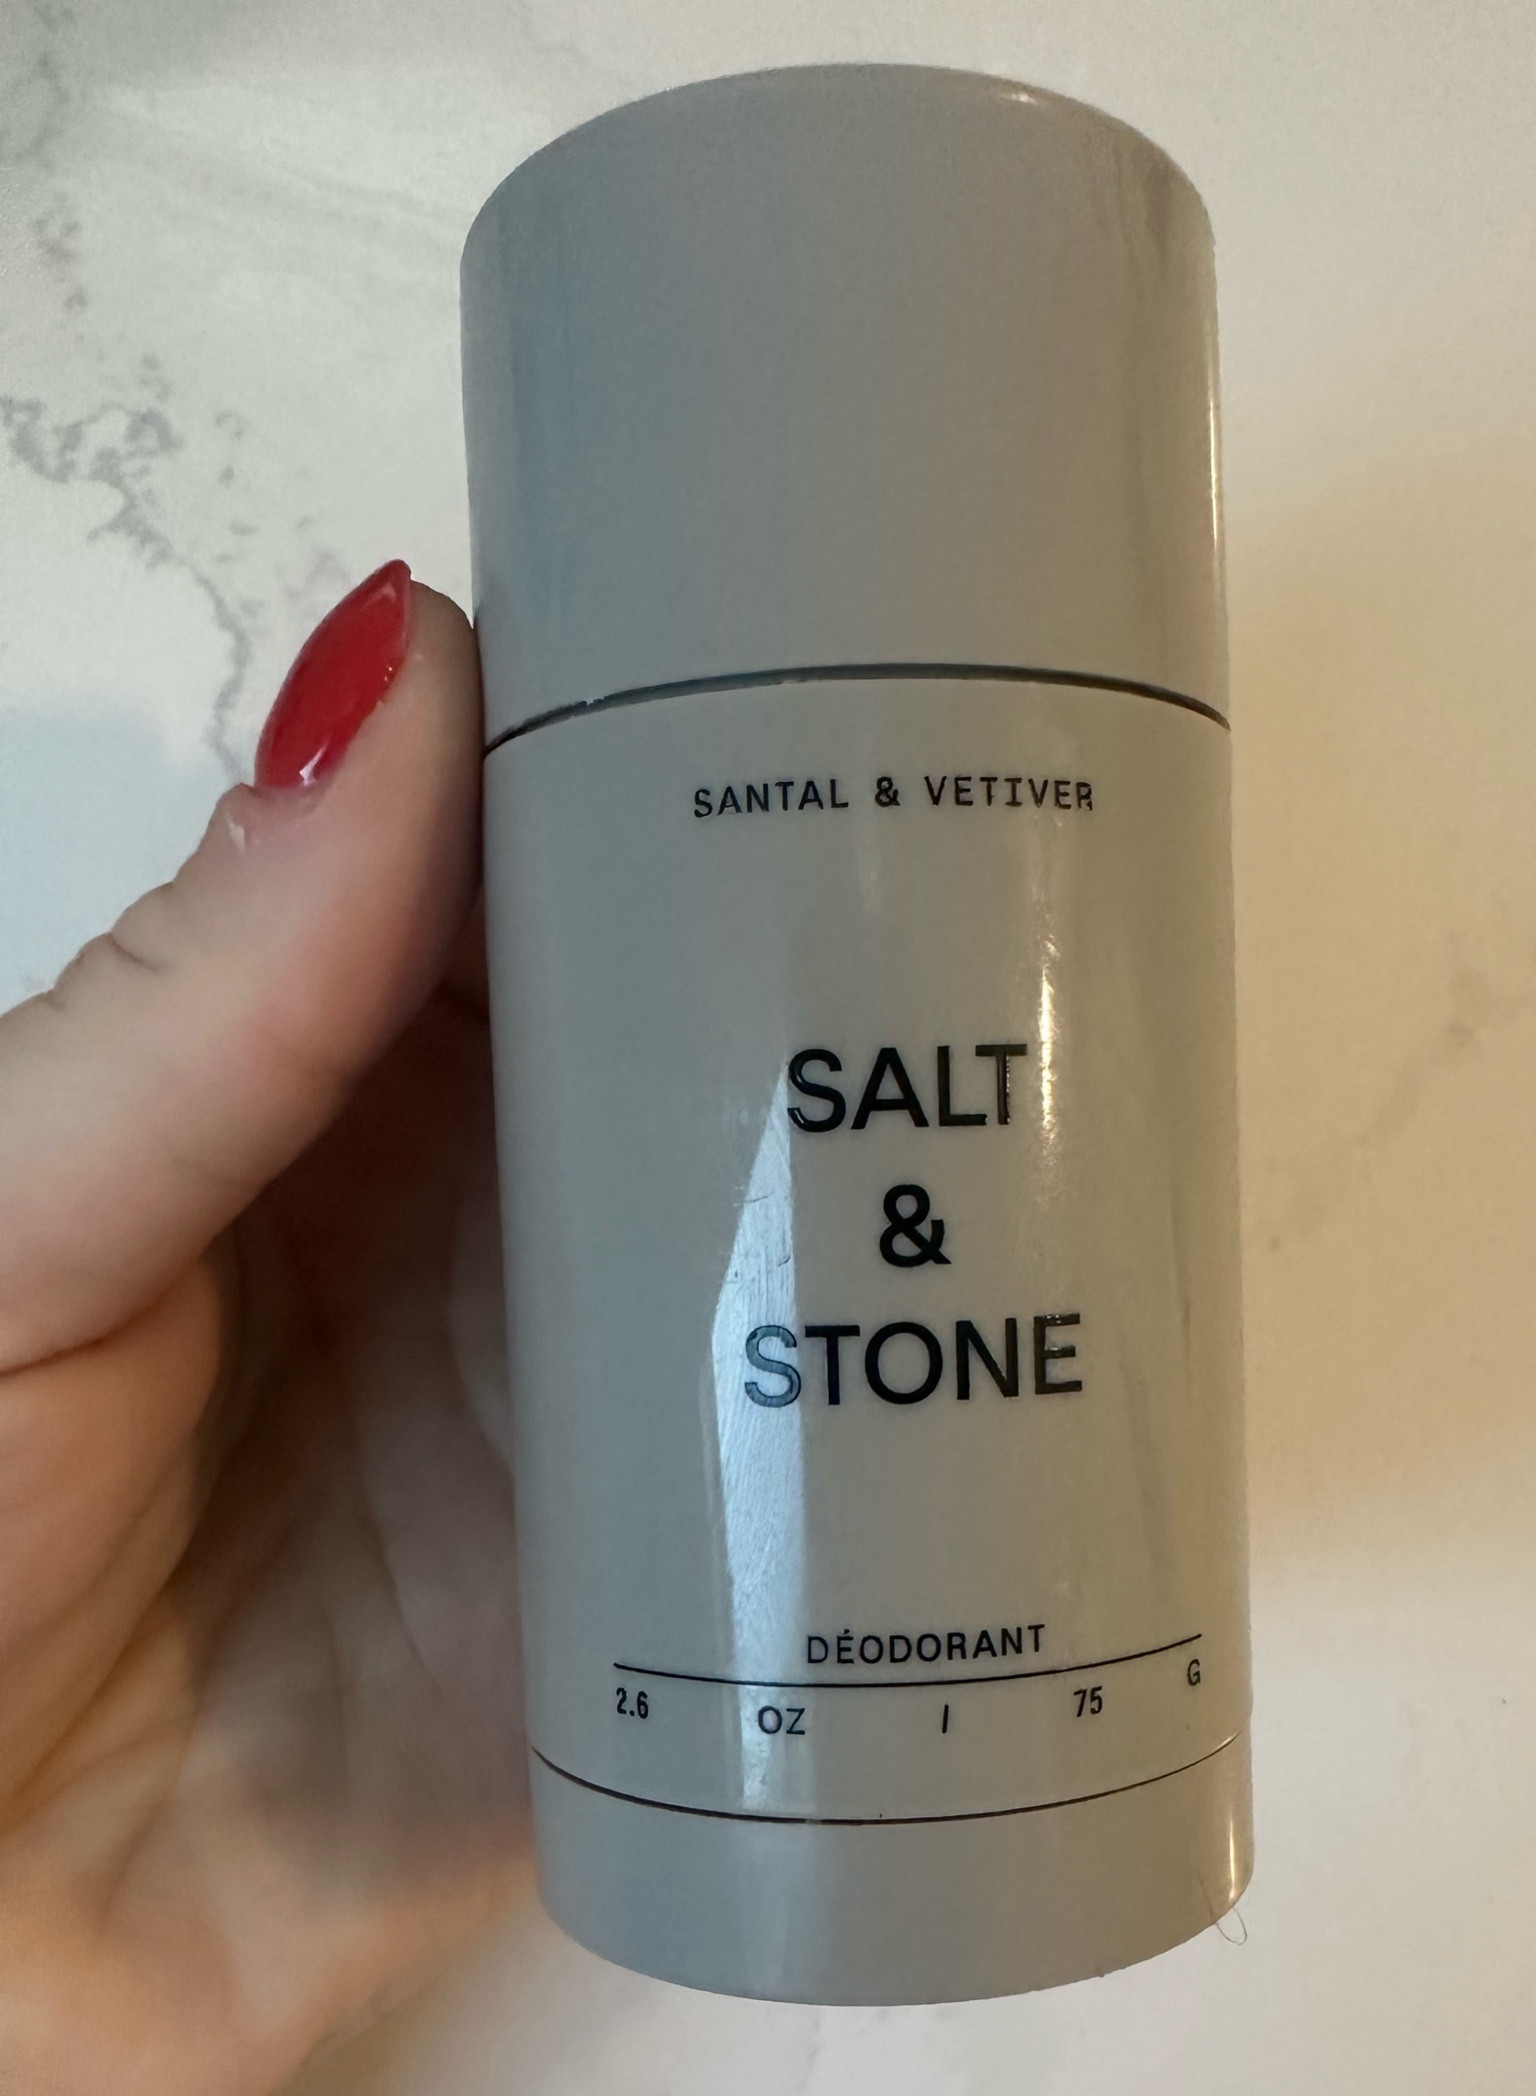 SANTAL & VETIVER
SALT
&
STONE
DÉODORANT
2.6 OZ / 75 G